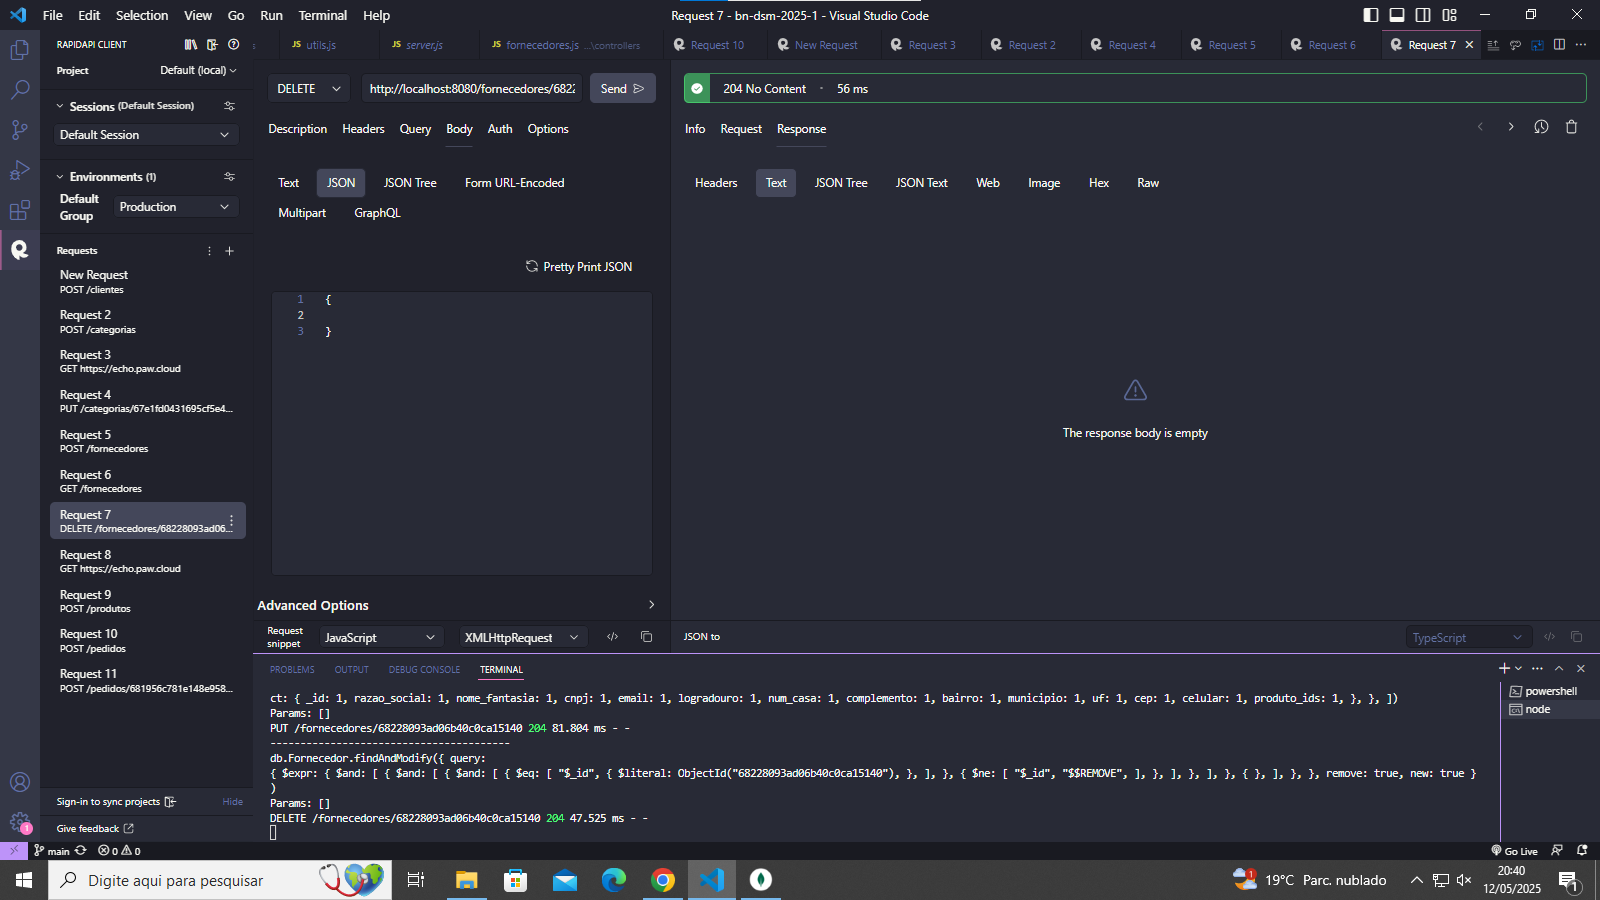 File Edit Selection View Go Run Terminal Help
Request 7 - bn-dsm-2025-1 - Visual Studio Code
RAPIDAPI CLIENT
JS utils.js
JS server.js
JS fornecedores.js ...\controllers
Request 10
New Request
Request 3
Request 2
Request 4
Request 5
Request 6
Request 7
Project
Default (local)
Sessions (Default Session)
Default Session
Environments (1)
Default Group
Production
Requests
New Request
POST /clientes
Request 2
POST /categorias
Request 3
GET https://echo.paw.cloud
Request 4
PUT /categorias/67e1fd0431695cf5e4...
Request 5
POST /fornecedores
Request 6
GET /fornecedores
Request 7
DELETE /fornecedores/68228093ad06...
Request 8
GET https://echo.paw.cloud
Request 9
POST /produtos
Request 10
POST /pedidos
Request 11
POST /pedidos/681956c781e148e958...
Sign-in to sync projects
Hide
Give feedback
DELETE
http://localhost:8080/fornecedores/6822
Send
Description Headers Query Body Auth Options
Text JSON JSON Tree Form URL-Encoded
Multipart GraphQL
Pretty Print JSON
1 {
2
3 }
Advanced Options
Request snippet
JavaScript
XMLHttpRequest
204 No Content · 56 ms
Info Request Response
Headers Text JSON Tree JSON Text Web Image Hex Raw
The response body is empty
JSON to
TypeScript
PROBLEMS OUTPUT DEBUG CONSOLE TERMINAL
ct: { _id: 1, razao_social: 1, nome_fantasia: 1, cnpj: 1, email: 1, logradouro: 1, num_casa: 1, complemento: 1, bairro: 1, municipio: 1, uf: 1, cep: 1, celular: 1, produto_ids: 1, }, }, ])
Params: []
PUT /fornecedores/68228093ad06b40c0ca15140 204 81.804 ms - -
----------------------------------------
db.Fornecedor.findAndModify({ query:
{ $expr: { $and: [ { $and: [ { $and: [ { $eq: [ "$_id", { $literal: ObjectId("68228093ad06b40c0ca15140"), }, ], }, { $ne: [ "$_id", "$$REMOVE", ], }, ], }, ], }, { }, ], }, }, remove: true, new: true }
)
Params: []
DELETE /fornecedores/68228093ad06b40c0ca15140 204 47.525 ms - -
powershell
node
main
0 0
Go Live
Digite aqui para pesquisar
1
19°C Parc. nublado
20:40
12/05/2025
1